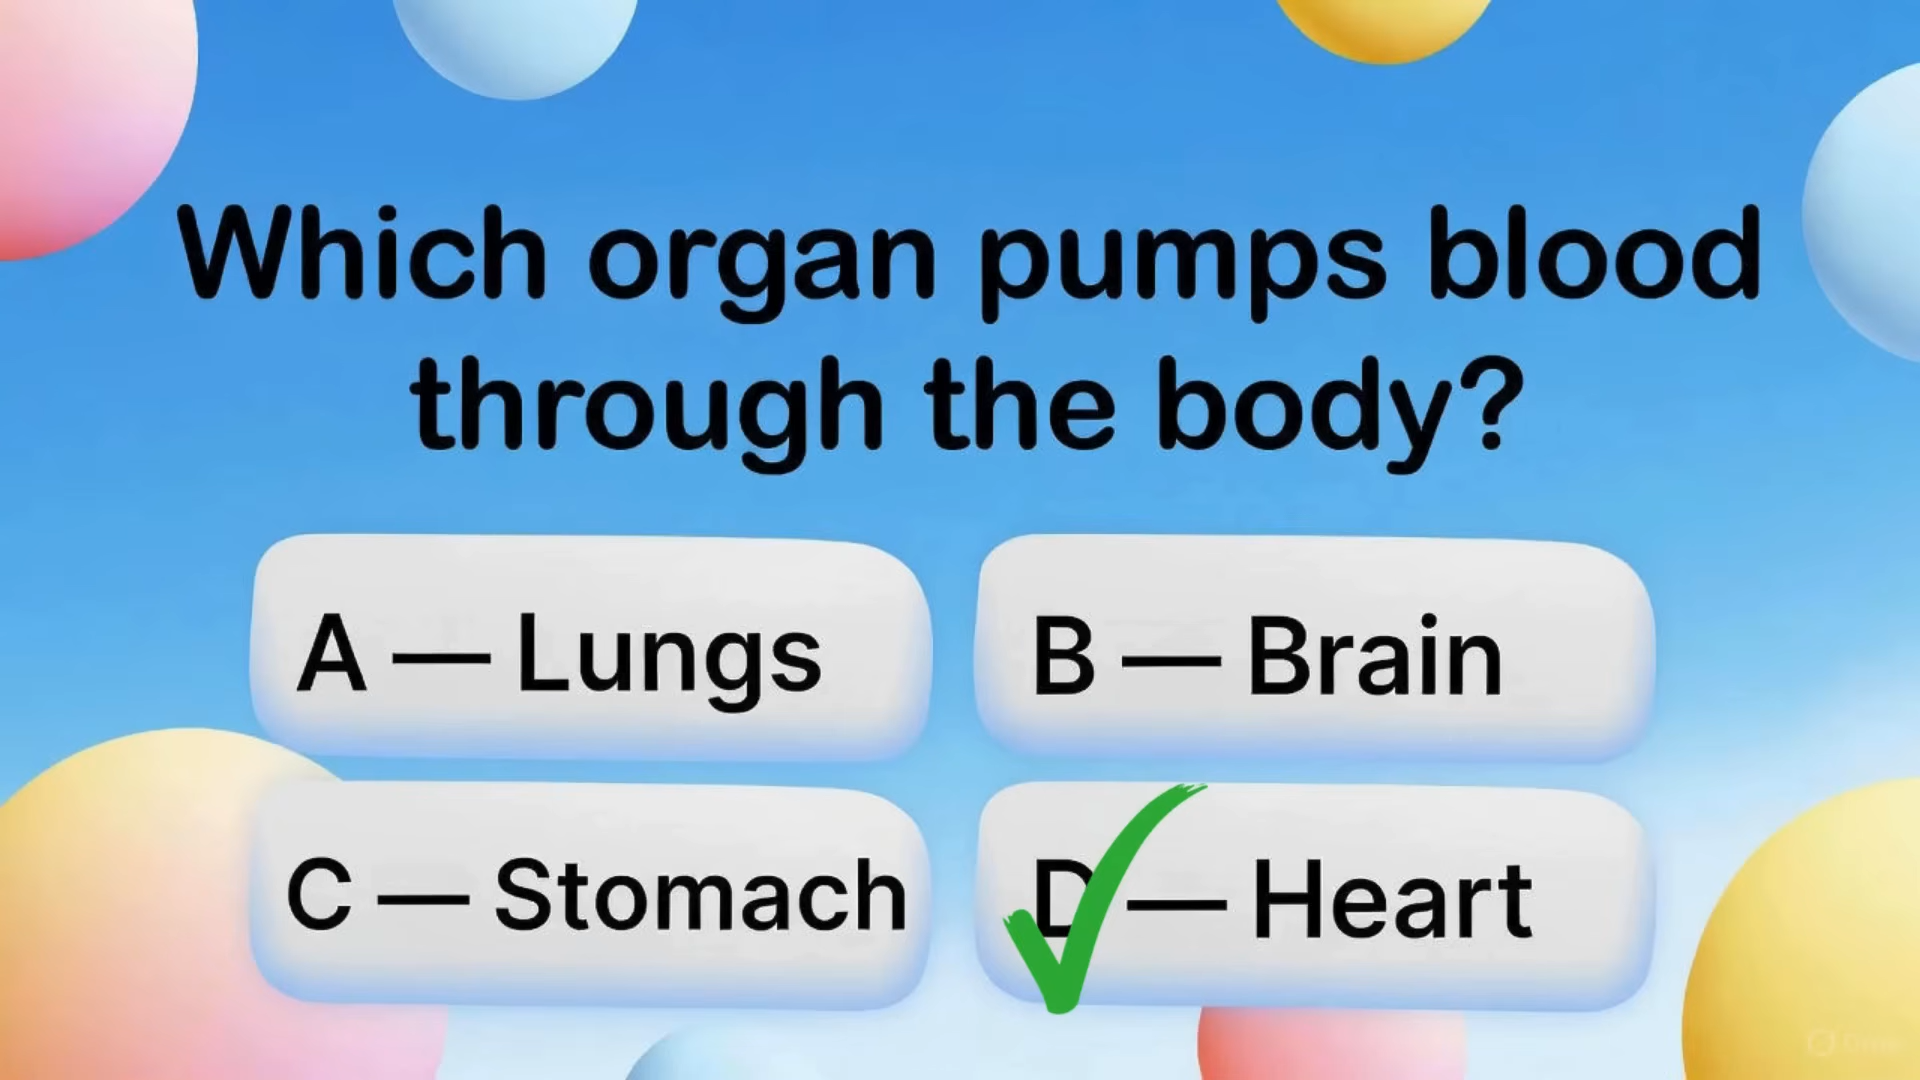 Which organ pumps blood
through the body?
A — Lungs
B — Brain
C — Stomach
D — Heart